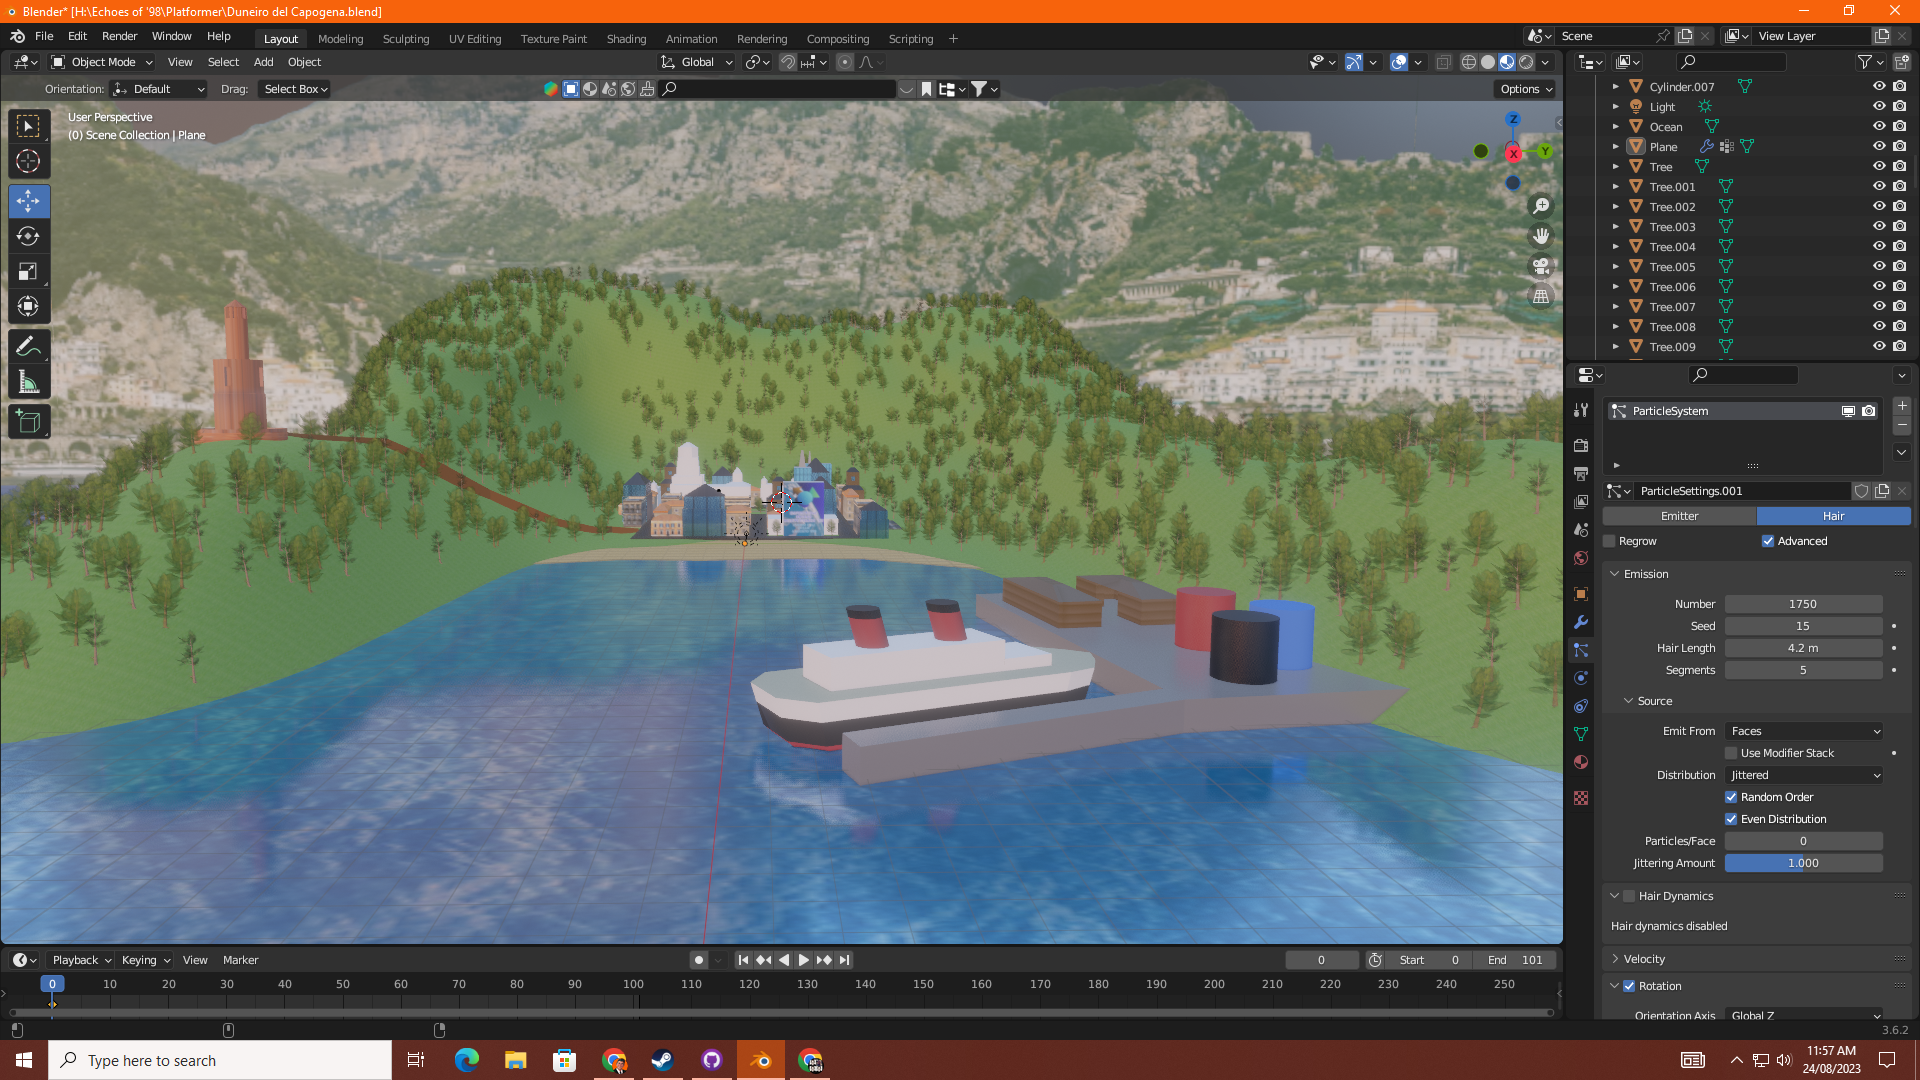 Blender* [H:\Echoes of '98\Platformer\Duneiro del Capogena.blend]
File Edit Render Window Help Layout Modeling Sculpting UV Editing Texture Paint Shading Animation Rendering Compositing Scripting + Scene View Layer
Object Mode View Select Add Object Global
Orientation: Default Drag: Select Box Options
User Perspective
(0) Scene Collection | Plane
Z
X
Y
Cylinder.007
Light
Ocean
Plane
Tree
Tree.001
Tree.002
Tree.003
Tree.004
Tree.005
Tree.006
Tree.007
Tree.008
Tree.009
ParticleSystem
ParticleSettings.001
Emitter Hair
Regrow Advanced
Emission
Number 1750
Seed 15
Hair Length 4.2 m
Segments 5
Source
Emit From Faces
Use Modifier Stack
Distribution Jittered
Random Order
Even Distribution
Particles/Face 0
Jittering Amount 1.000
Hair Dynamics
Hair dynamics disabled
Velocity
Rotation
Orientation Axis Global Z
Playback Keying View Marker 0 Start 0 End 101
0 10 20 30 40 50 60 70 80 90 100 110 120 130 140 150 160 170 180 190 200 210 220 230 240 250
3.6.2
Type here to search
11:57 AM
24/08/2023